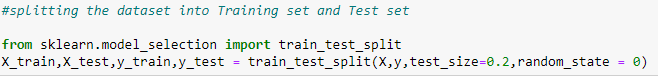 #splitting the dataset into Training set and Test set
from sklearn.model_selection import train_test_split
X_train,X_test,y_train,y_test = train_test_split(X,y,test_size=0.2,random_state = 0)